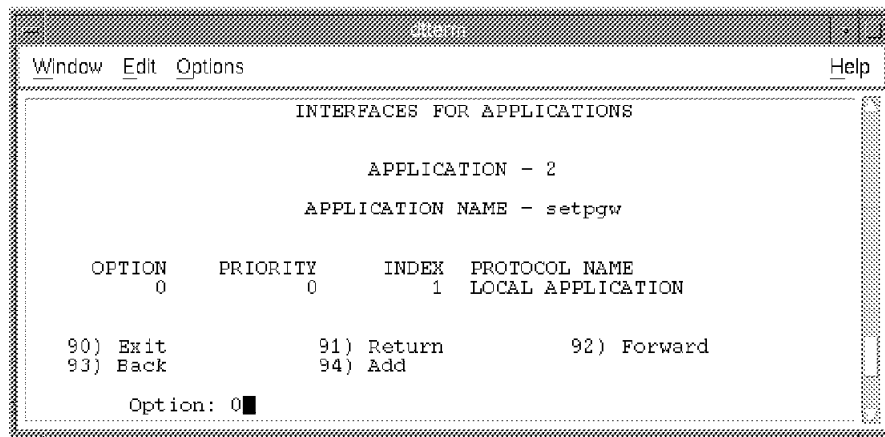 dtterm
Window Edit Options Help
INTERFACES FOR APPLICATIONS
APPLICATION - 2
APPLICATION NAME - setpgw
OPTION PRIORITY INDEX PROTOCOL NAME
0 0 1 LOCAL APPLICATION
90) Exit 91) Return 92) Forward
93) Back 94) Add
Option: 0